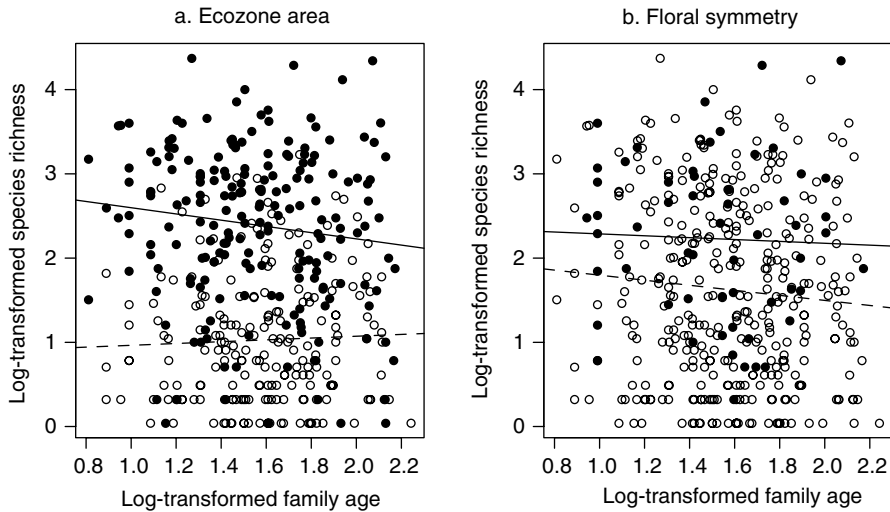 a. Ecozone area
Log-transformed species richness
4
3
2
1
0
0.8 1.0 1.2 1.4 1.6 1.8 2.0 2.2
Log-transformed family age
b. Floral symmetry
Log-transformed species richness
4
3
2
1
0
0.8 1.0 1.2 1.4 1.6 1.8 2.0 2.2
Log-transformed family age